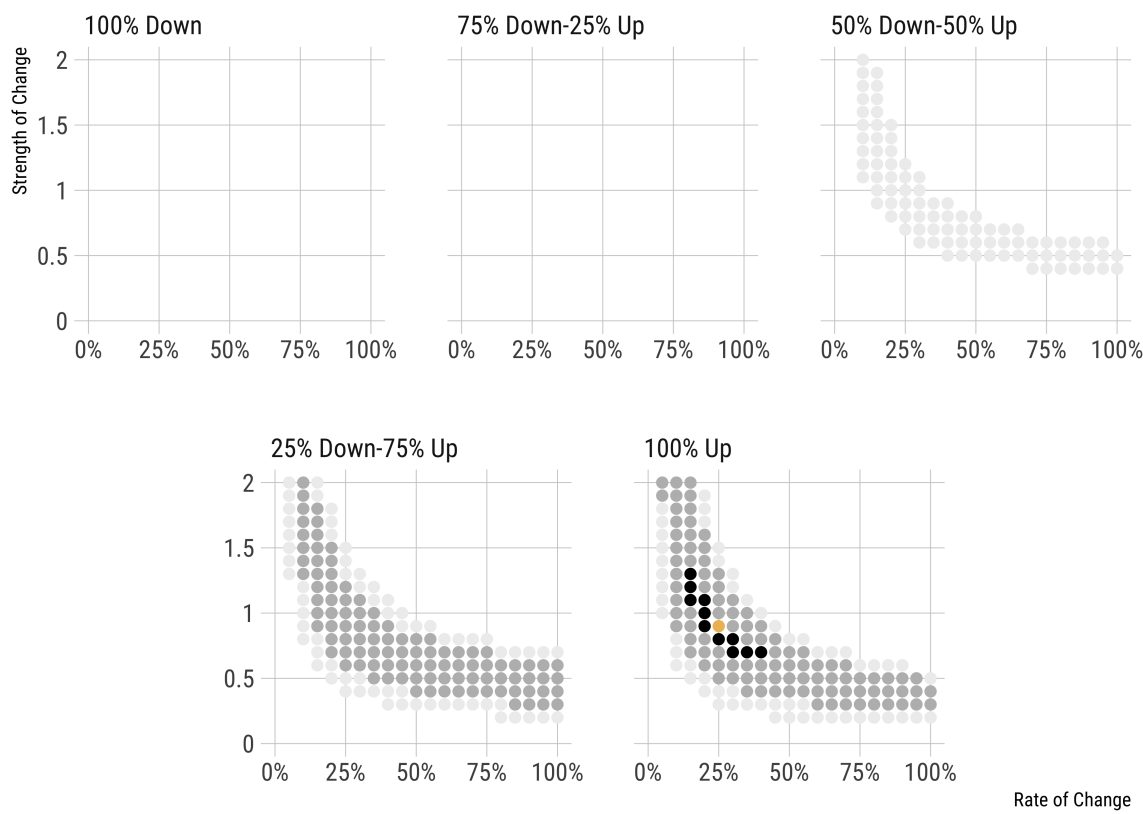 100% Down
75% Down-25% Up
50% Down-50% Up
Strength of Change
2
1.5
1
0.5
0
0% 25% 50% 75% 100%
0% 25% 50% 75% 100%
0% 25% 50% 75% 100%
25% Down-75% Up
100% Up
2
1.5
1
0.5
0
0% 25% 50% 75% 100%
0% 25% 50% 75% 100%
Rate of Change